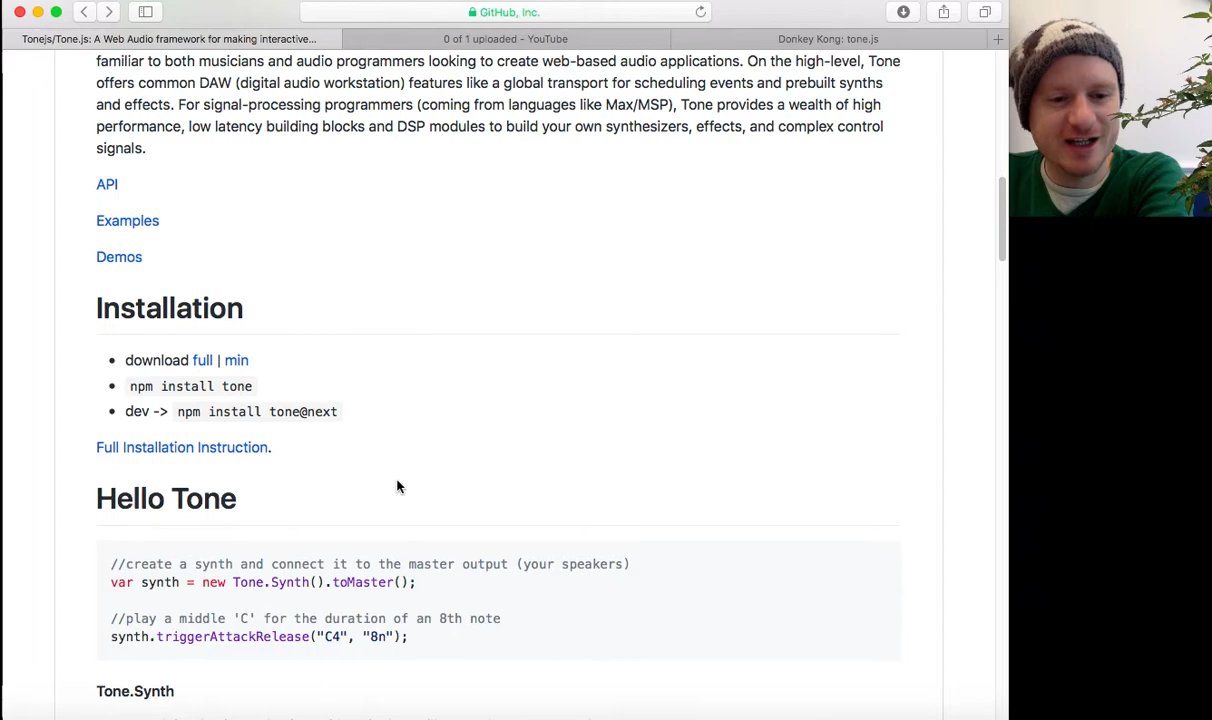 GitHub, Inc.
Tonejs/Tone.js: A Web Audio framework for making interactive...
0 of 1 uploaded - YouTube
Donkey Kong: tone.js
familiar to both musicians and audio programmers looking to create web-based audio applications. On the high-level, Tone
offers common DAW (digital audio workstation) features like a global transport for scheduling events and prebuilt synths
and effects. For signal-processing programmers (coming from languages like Max/MSP), Tone provides a wealth of high
performance, low latency building blocks and DSP modules to build your own synthesizers, effects, and complex control
signals.
API
Examples
Demos
Installation
download full | min
npm install tone
dev -> npm install tone@next
Full Installation Instruction.
Hello Tone
//create a synth and connect it to the master output (your speakers)
var synth = new Tone.Synth().toMaster();
//play a middle 'C' for the duration of an 8th note
synth.triggerAttackRelease("C4", "8n");
Tone.Synth